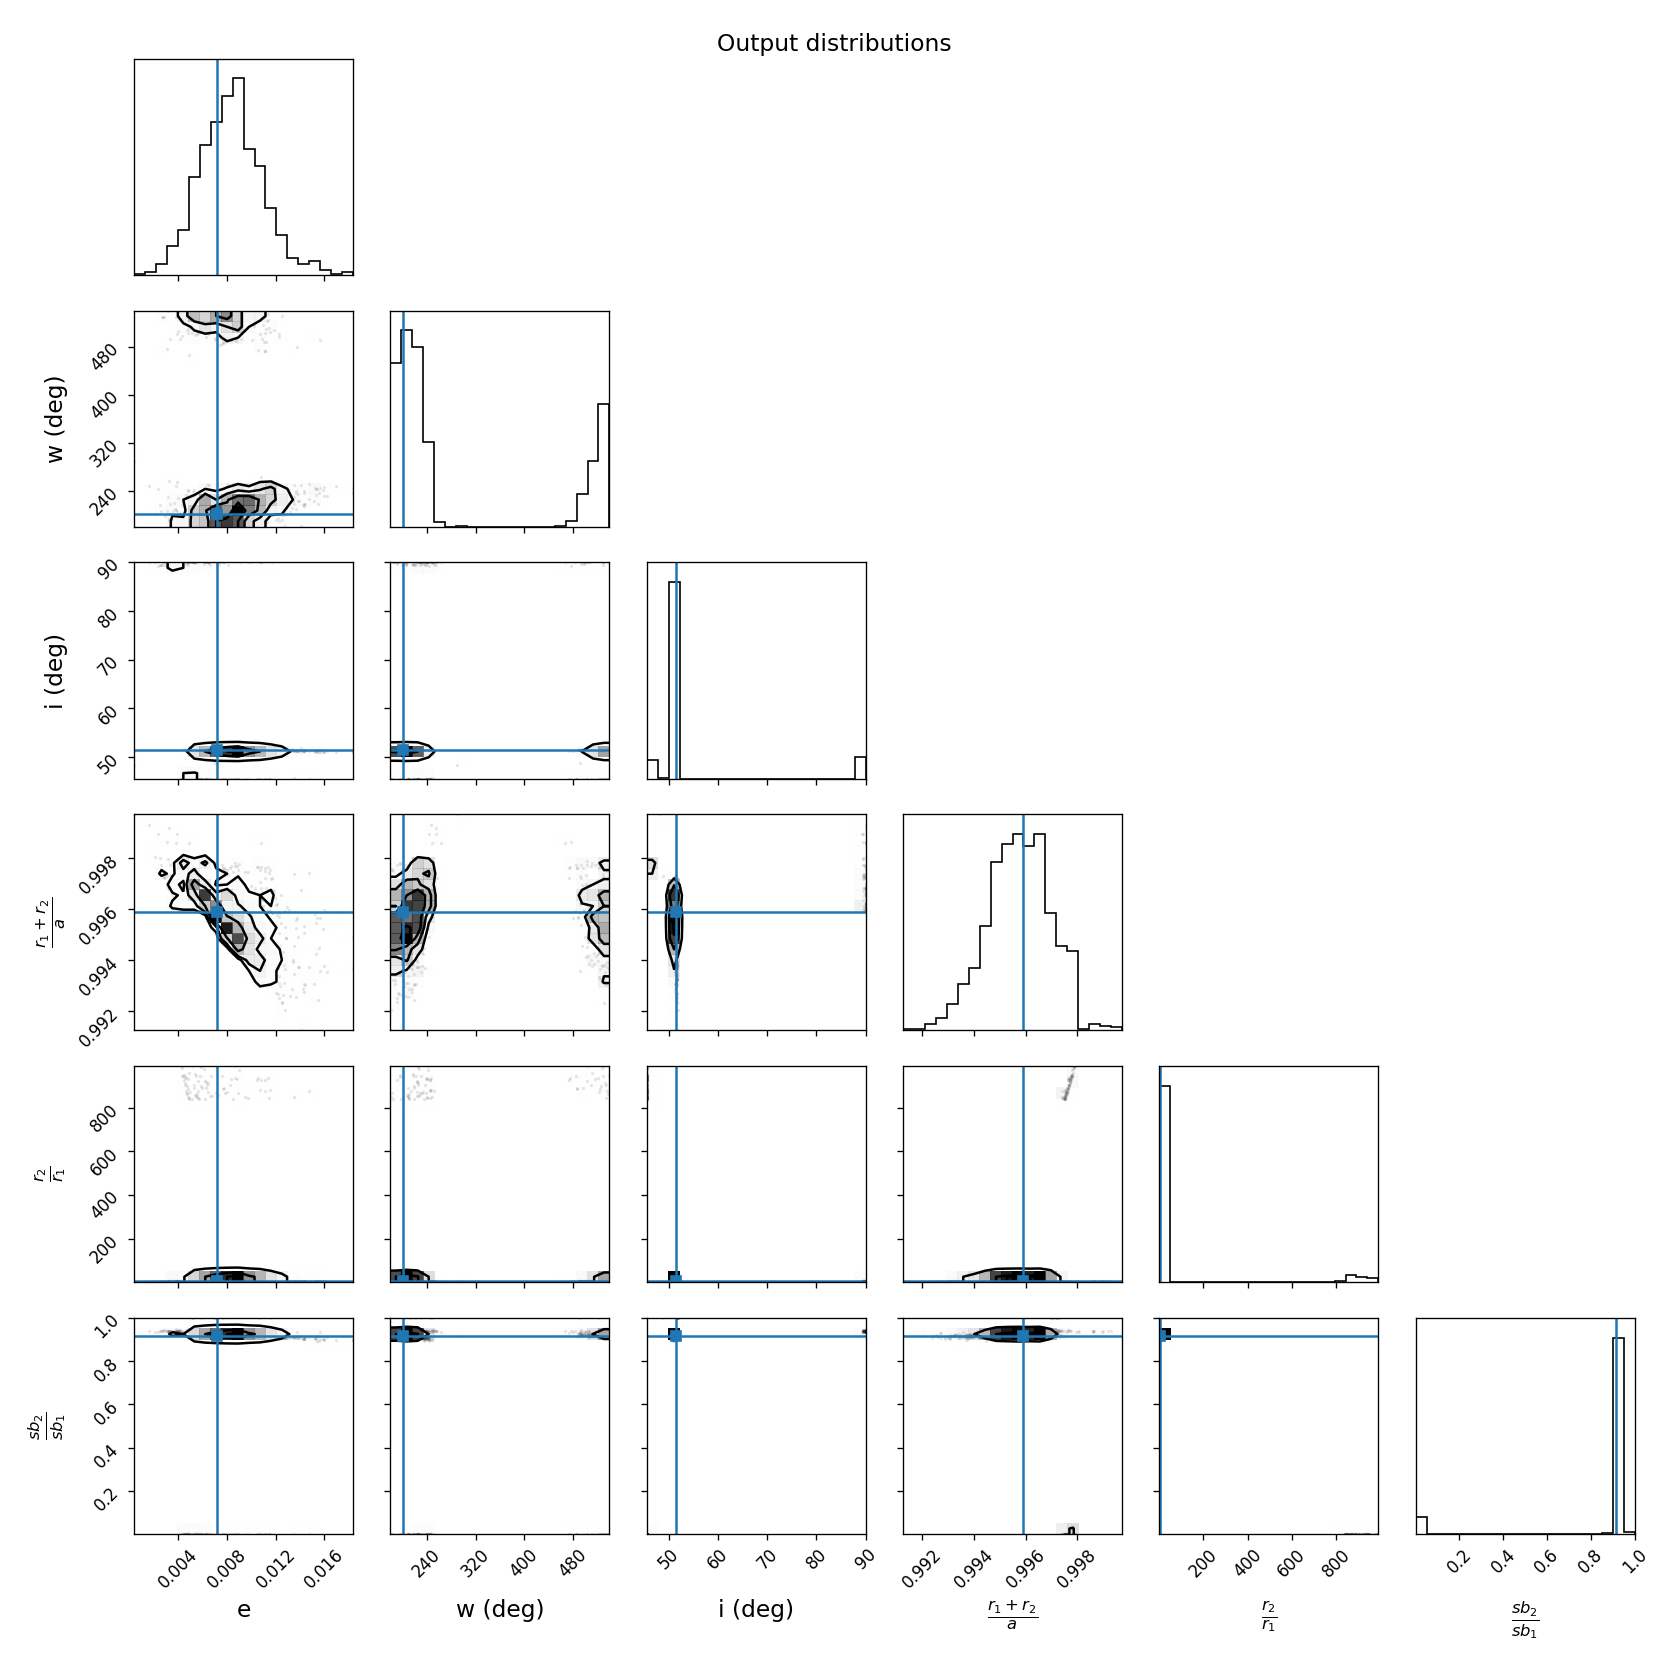 Output distributions
w (deg)
480
400
320
240
i (deg)
90
80
70
60
50
r₁ + r₂
a
0.998
0.996
0.994
0.992
r₂
r₁
800
600
400
200
sb₂
sb₁
1.0
0.8
0.6
0.4
0.2
0.004 0.008 0.012 0.016 240 320 400 480 50 60 70 80 90 0.992 0.994 0.996 0.998 200 400 600 800 0.2 0.4 0.6 0.8 1.0
e w (deg) i (deg) r₁ + r₂ r₂ sb₂
a r₁ sb₁